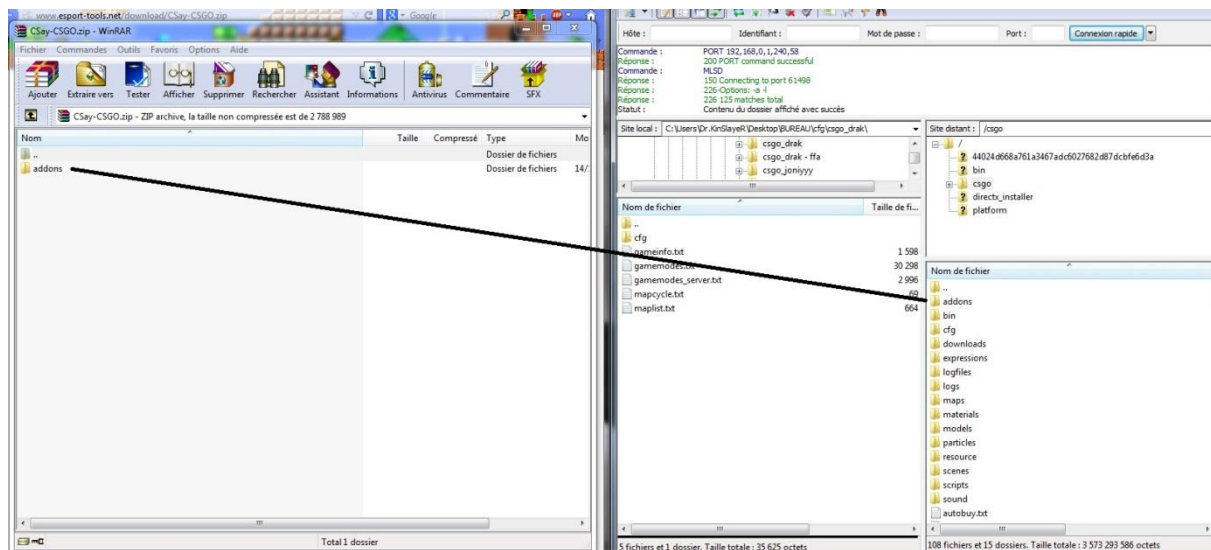 www.esport-tools.net/download/CSay-CSGO.zip
Google
CSay-CSGO.zip - WinRAR
Fichier Commandes Outils Favoris Options Aide
Ajouter Extraire vers Tester Afficher Supprimer Rechercher Assistant Informations Antivirus Commentaire SFX
CSay-CSGO.zip - ZIP archive, la taille non compressée est de 2 788 989
Nom Taille Compressé Type Mo
.. Dossier de fichiers
addons Dossier de fichiers 14/
Total 1 dossier
Hôte : Identifiant : Mot de passe : Port : Connexion rapide
Commande : PORT 192,168,0,1,240,58
Réponse : 200 PORT command successful
Commande : MLSD
Réponse : 150 Connecting to port 61498
Réponse : 226-Options: -a -l
Réponse : 226 125 matches total
Statut : Contenu du dossier affiché avec succès
Site local : C:\Users\Dr.KinSlayeR\Desktop\BUREAU\cfg\csgo_drak\
csgo_drak
csgo_drak - ffa
csgo_joniyyy
Nom de fichier Taille de fi...
..
cfg
gameinfo.txt 1 598
gamemodes.txt 30 298
gamemodes_server.txt 2 996
mapcycle.txt 69
maplist.txt 664
5 fichiers et 1 dossier. Taille totale : 35 625 octets
Site distant : /csgo
/
44024d668a761a3467adc6027682d87dcbfe6d3a
bin
csgo
directx_installer
platform
Nom de fichier
..
addons
bin
cfg
downloads
expressions
logfiles
logs
maps
materials
models
particles
resource
scenes
scripts
sound
autobuy.txt
108 fichiers et 15 dossiers. Taille totale : 3 573 293 586 octets